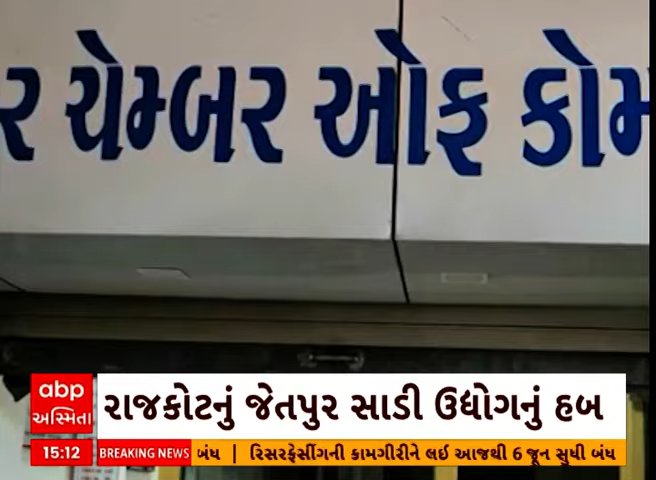 ર ચેમ્બર ઓફ કોમ
abp
અસ્મિતા
રાજકોટનું જેતપુર સાડી ઉદ્યોગનું હબ
15:12
BREAKING NEWS
બંધ | રિસરફેસીંગની કામગીરીને લઇ આજથી 6 જૂન સુધી બંધ